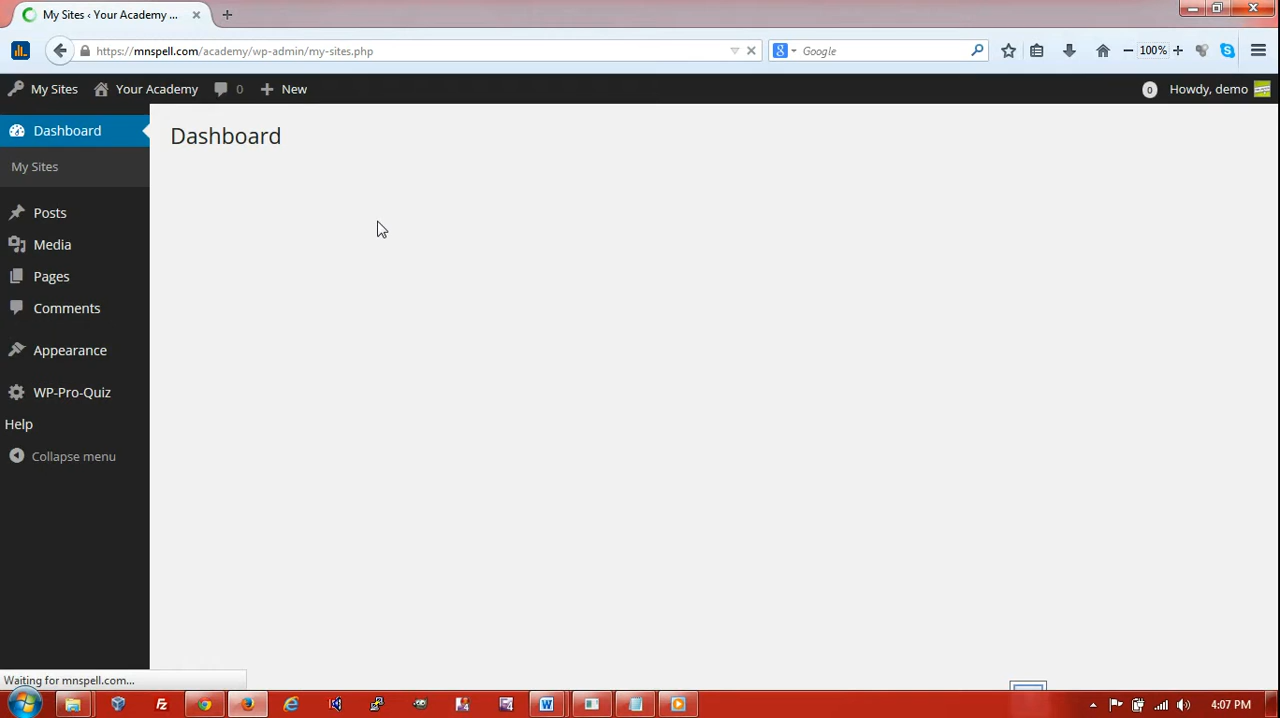 My Sites ‹ Your Academy ...
https://mnspell.com/academy/wp-admin/my-sites.php
Google
100%
My Sites
Your Academy
0
New
0
Howdy, demo
Dashboard
Dashboard
My Sites
Posts
Media
Pages
Comments
Appearance
WP-Pro-Quiz
Help
Collapse menu
Waiting for mnspell.com...
4:07 PM